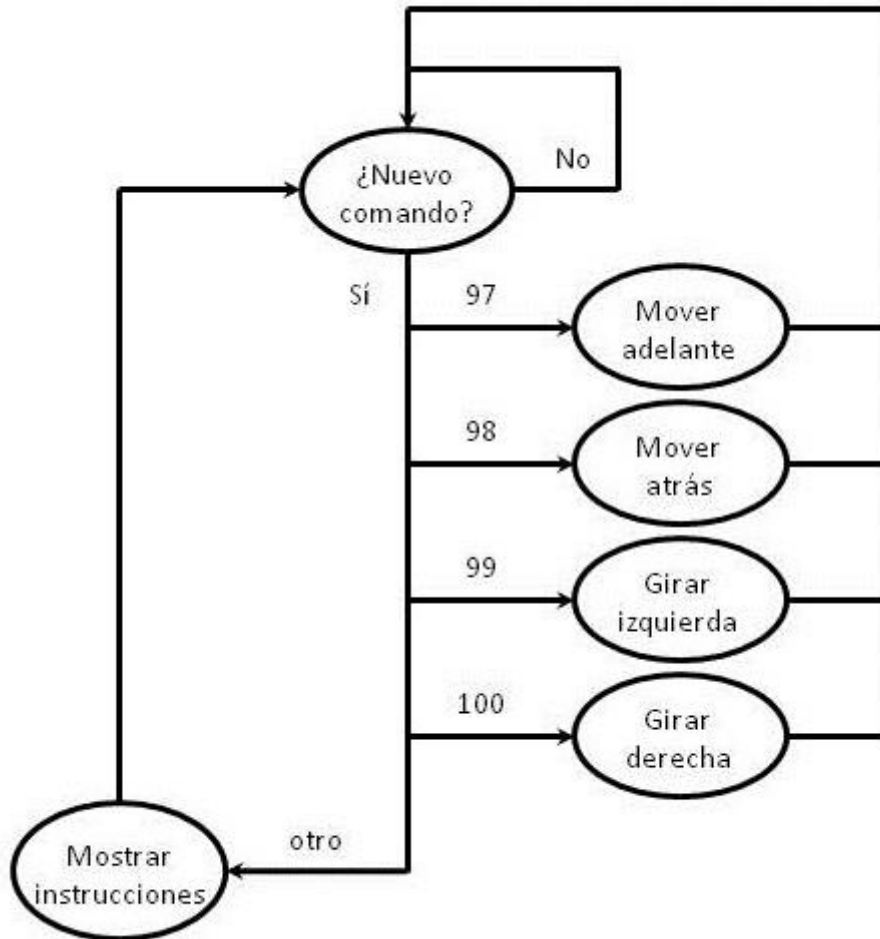 ¿Nuevo
comando?
No
Sí
97
Mover
adelante
98
Mover
atrás
99
Girar
izquierda
100
Girar
derecha
otro
Mostrar
instrucciones